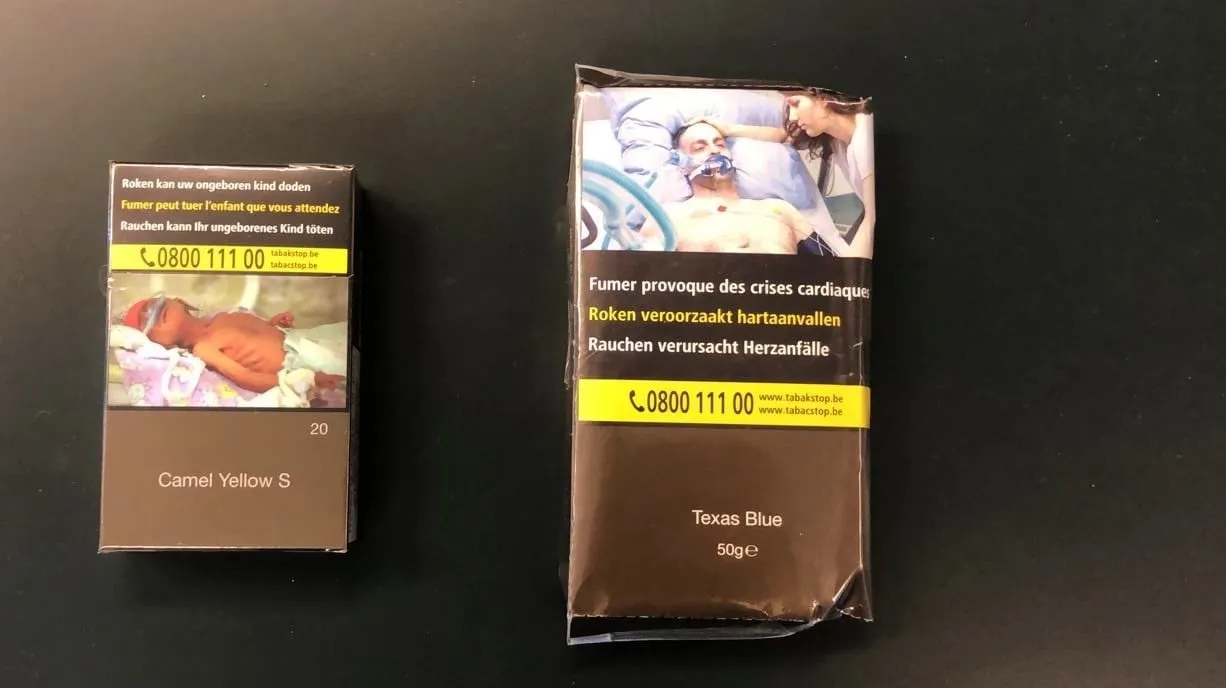 Roken kan uw ongeboren kind doden
Fumer peut tuer l'enfant que vous attendez
Rauchen kann Ihr ungeborenes Kind töten
0800 111 00
tabakstop.be
tabacstop.be
20
Camel Yellow S
Fumer provoque des crises cardiaques
Roken veroorzaakt hartaanvallen
Rauchen verursacht Herzanfälle
0800 111 00
www.tabakstop.be
www.tabacstop.be
Texas Blue
50g℮